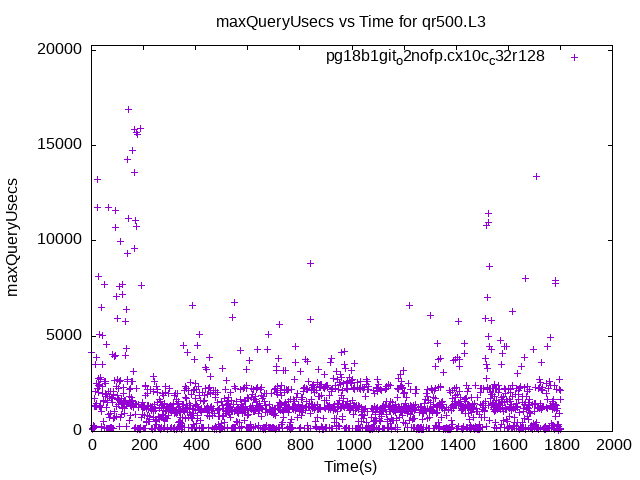 maxQueryUsecs vs Time for qr500.L3
pg18b1git_o2nofp.cx10c_c32r128
20000
15000
10000
5000
0
maxQueryUsecs
0 200 400 600 800 1000 1200 1400 1600 1800 2000
Time(s)